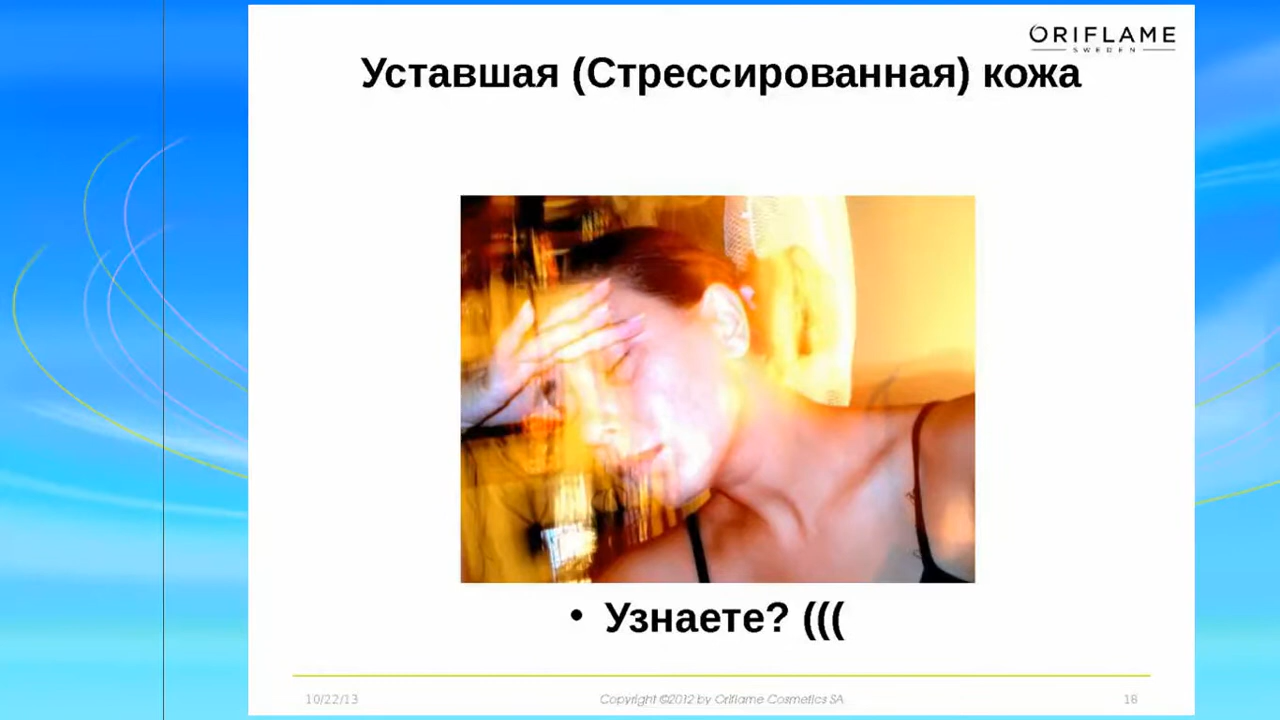 ORIFLAME
SWEDEN
Уставшая (Стрессированная) кожа
• Узнаете? (((
10/22/13
Copyright ©2012 by Oriflame Cosmetics SA
18